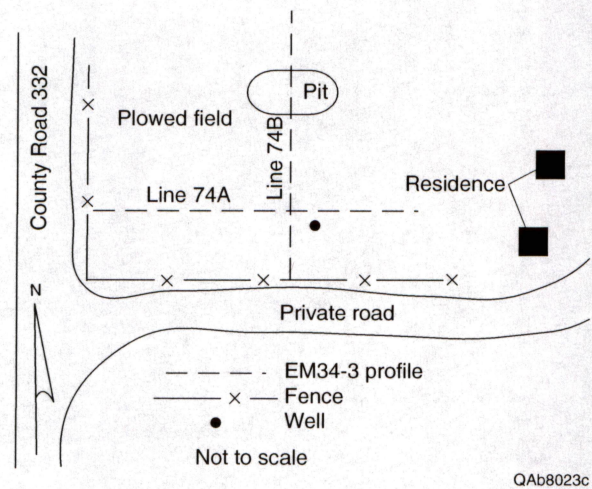 County Road 332
Pit
Plowed field
Line 74B
Line 74A
Residence
N
Private road
EM34-3 profile
Fence
Well
Not to scale
QAb8023c